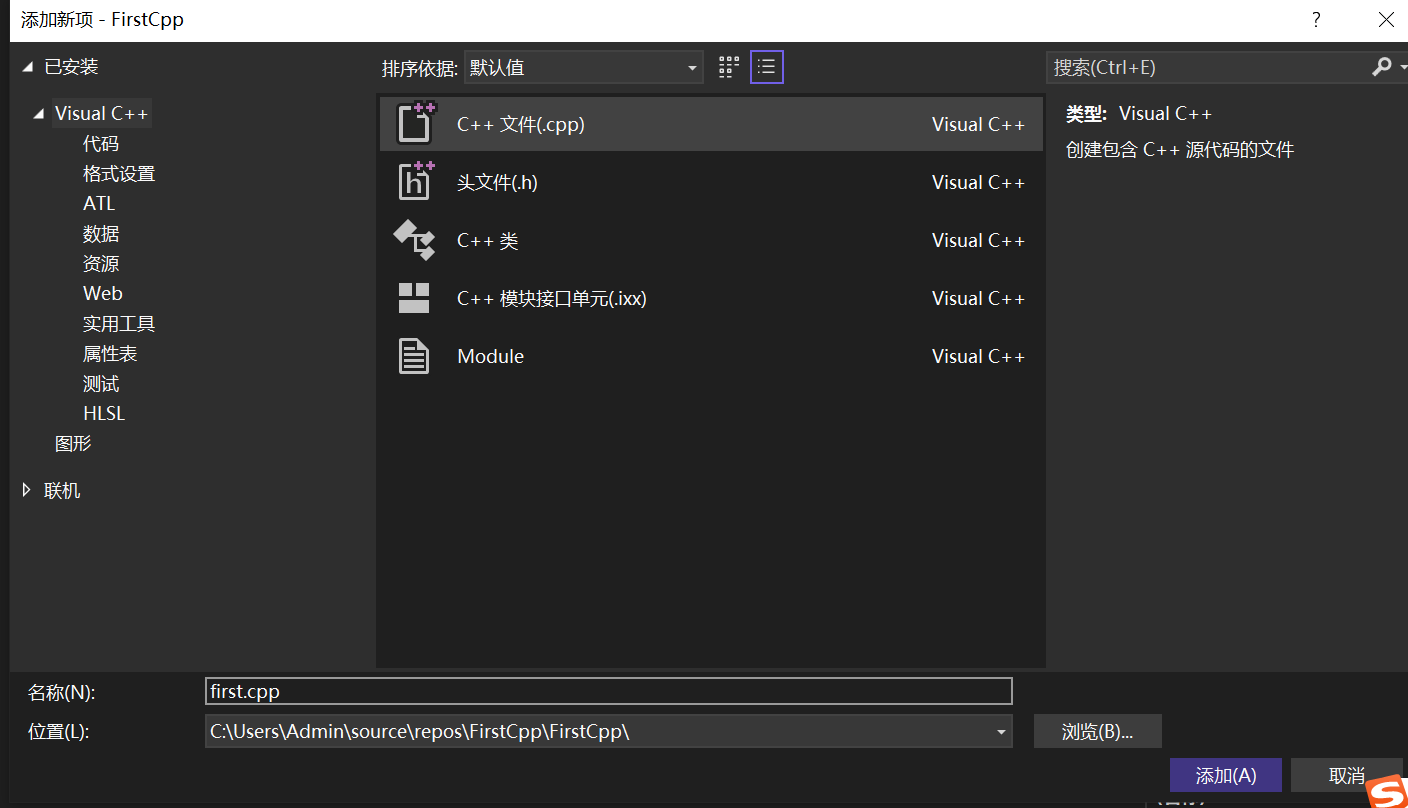 添加新项 - FirstCpp
?
已安装
排序依据: 默认值
搜索(Ctrl+E)
Visual C++
代码
格式设置
ATL
数据
资源
Web
实用工具
属性表
测试
HLSL
图形
联机
C++ 文件(.cpp) Visual C++
头文件(.h) Visual C++
C++ 类 Visual C++
C++ 模块接口单元(.ixx) Visual C++
Module Visual C++
类型: Visual C++
创建包含 C++ 源代码的文件
名称(N): first.cpp
位置(L): C:\Users\Admin\source\repos\FirstCpp\FirstCpp\
浏览(B)...
添加(A) 取消